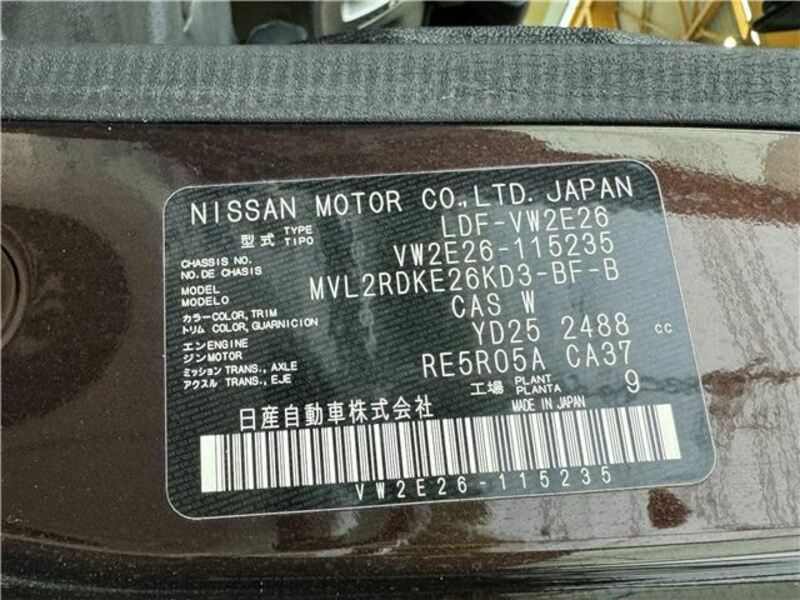 NISSAN MOTOR CO.,LTD. JAPAN
型式 TYPE TIPO LDF-VW2E26
CHASSIS NO. NO.DE CHASIS VW2E26-115235
MODEL MODELO MVL2RDKE26KD3-BF-B
カラー COLOR, TRIM トリム COLOR, GUARNICION CAS W
エンENGINE ジンMOTOR YD25 2488 cc
ミッション TRANS., AXLE アクスル TRANS., EJE RE5R05A CA37
工場 PLANT PLANTA 9
日産自動車株式会社 MADE IN JAPAN
VW2E26-115235